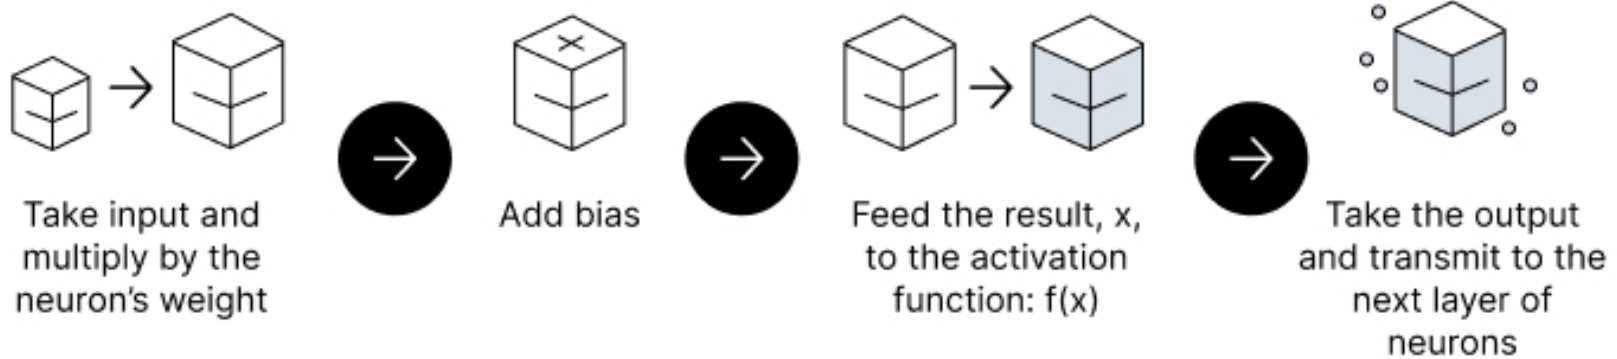 Take input and
multiply by the
neuron's weight
Add bias
Feed the result, x,
to the activation
function: f(x)
Take the output
and transmit to the
next layer of
neurons